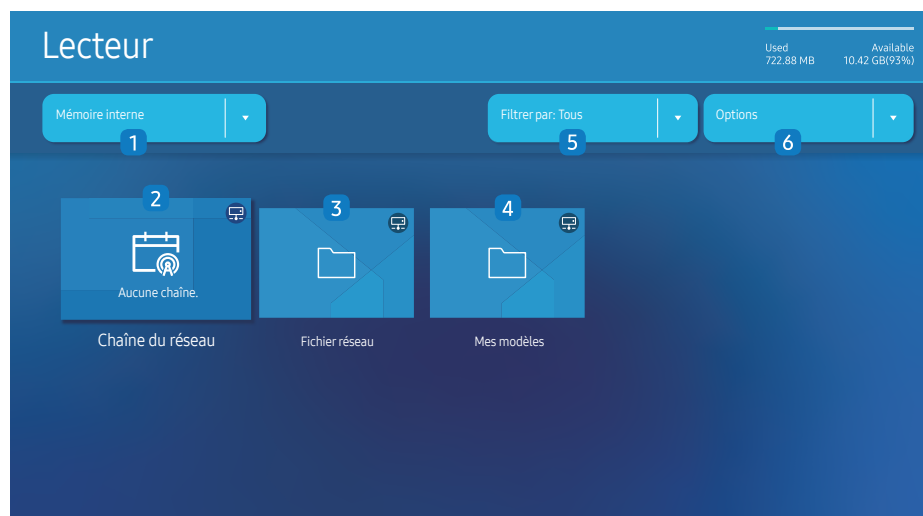 Lecteur
Used Available
722.88 MB 10.42 GB(93%)
Mémoire interne
Filtrer par: Tous
Options
1
5
6
2
3
4
Aucune chaîne.
Chaîne du réseau
Fichier réseau
Mes modèles